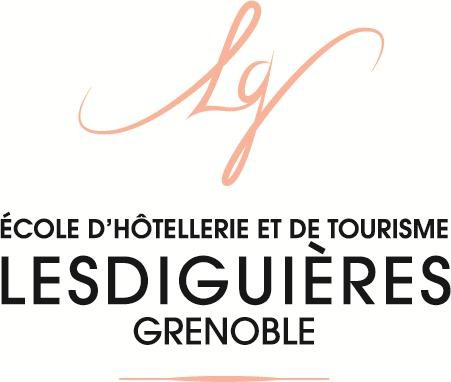 Lg
ÉCOLE D'HÔTELLERIE ET DE TOURISME
LESDIGUIÈRES
GRENOBLE